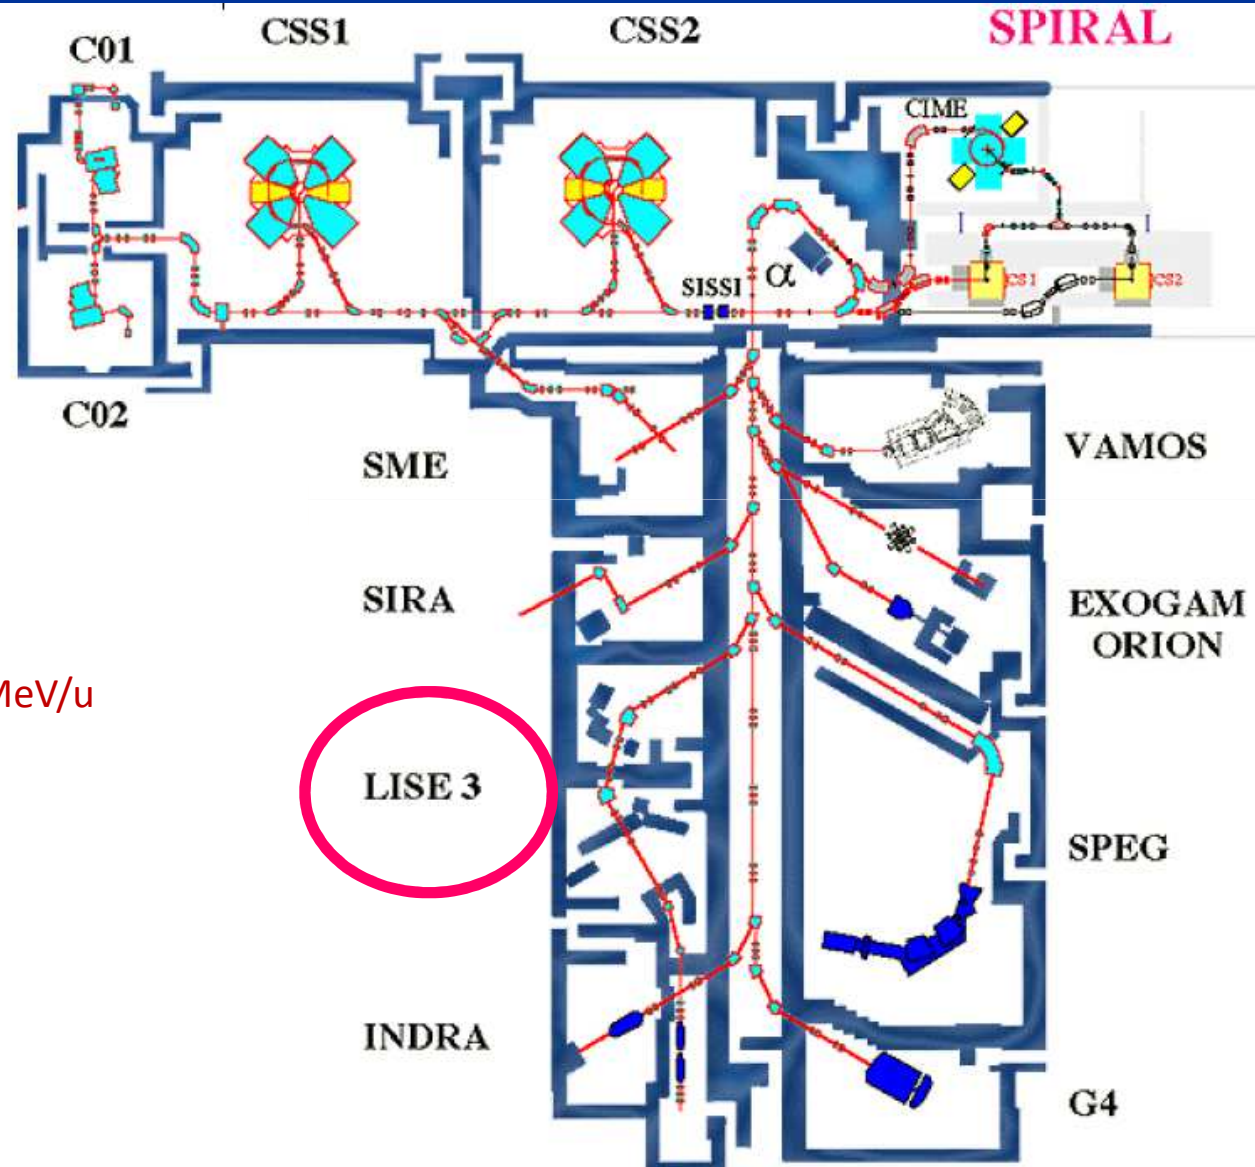 C01
CSS1
CSS2
SPIRAL
CIME
SISSI
α
CS1
CS2
C02
SME
VAMOS
SIRA
EXOGAM
ORION
MeV/u
LISE 3
SPEG
INDRA
G4